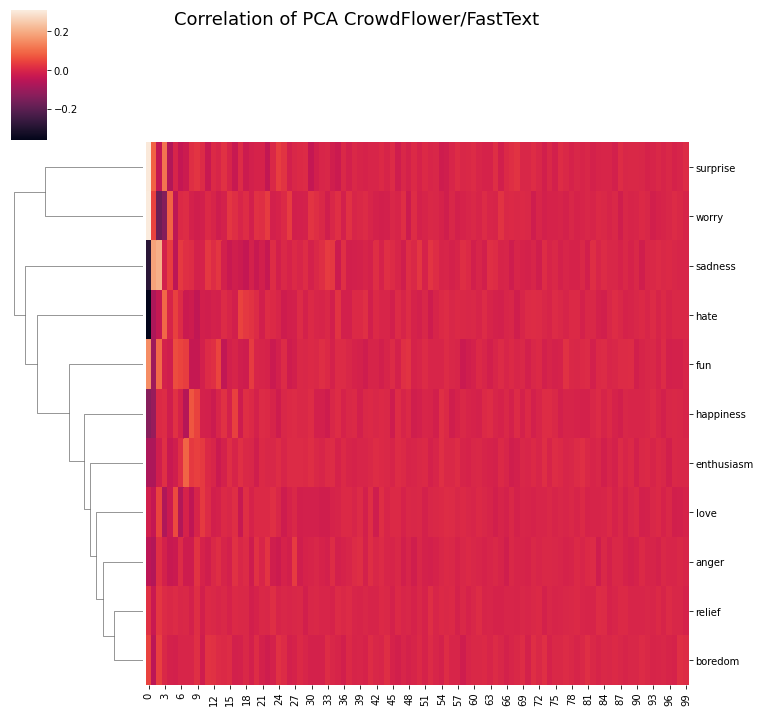 Correlation of PCA CrowdFlower/FastText
0.2
0.0
−0.2
surprise
worry
sadness
hate
fun
happiness
enthusiasm
love
anger
relief
boredom
0 3 6 9 12 15 18 21 24 27 30 33 36 39 42 45 48 51 54 57 60 63 66 69 72 75 78 81 84 87 90 93 96 99